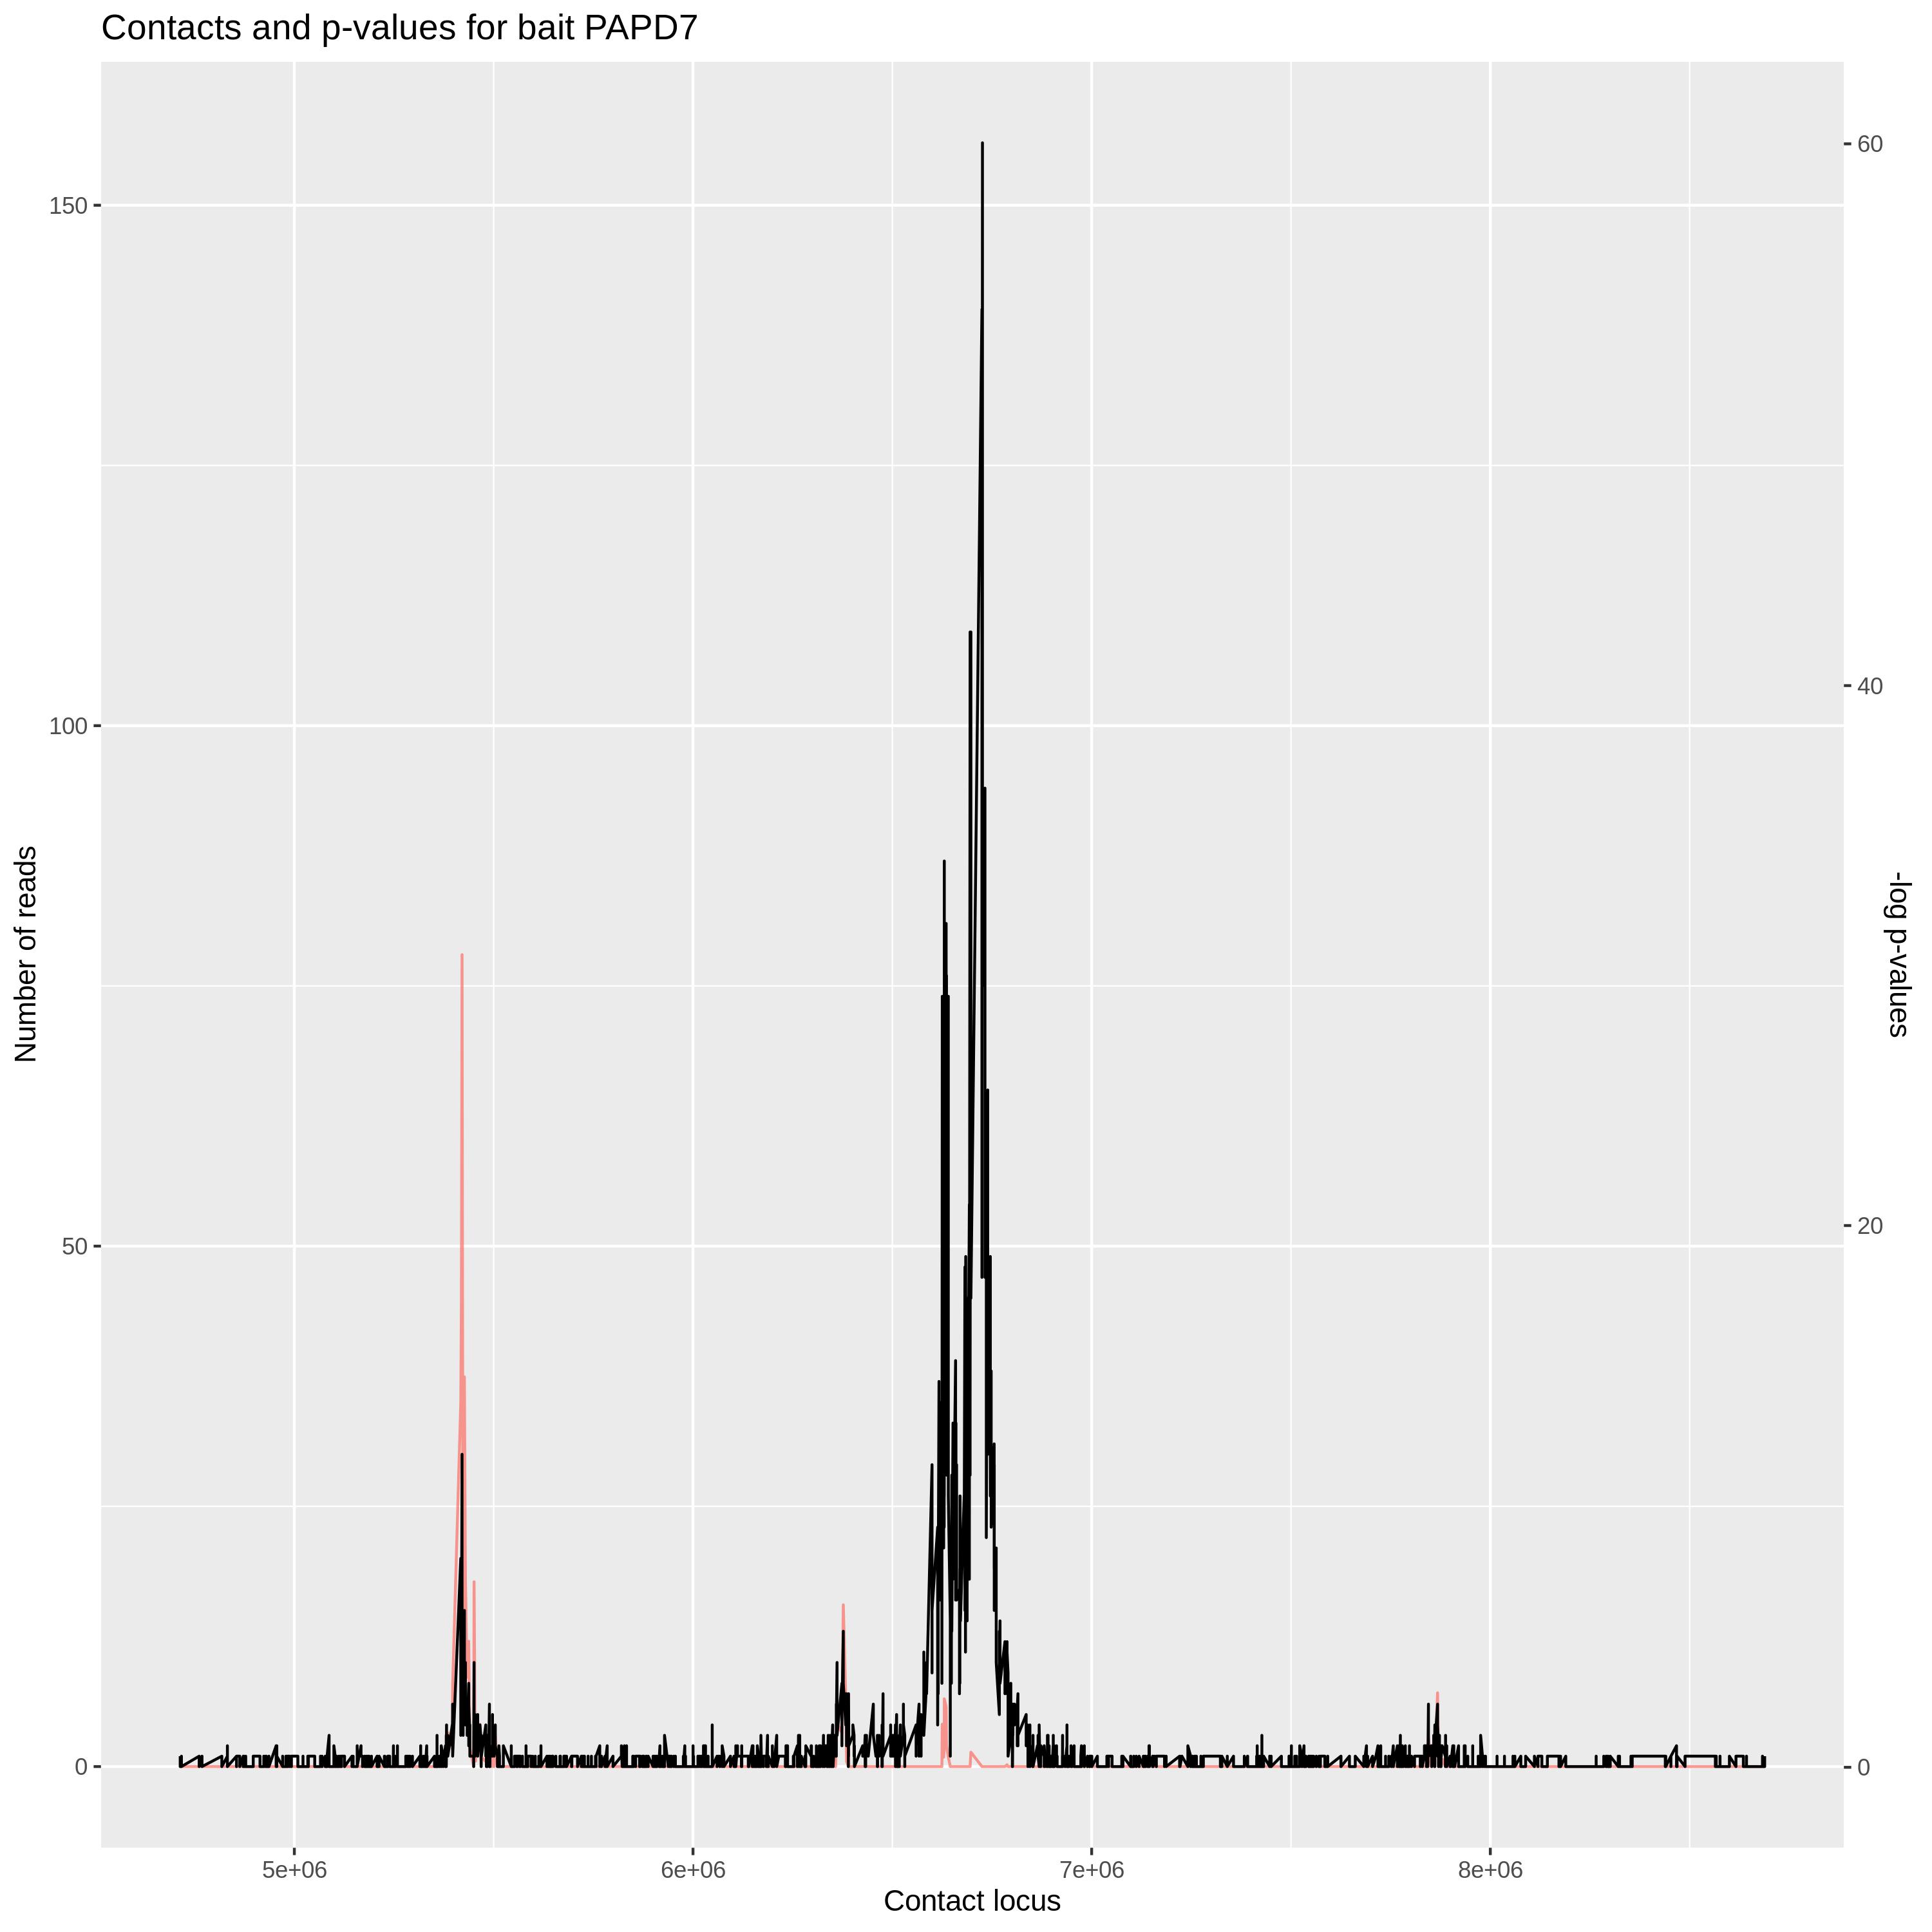 Contacts and p-values for bait PAPD7
150
100
50
0
Number of reads
60
40
20
0
-log p-values
5e+06
6e+06
7e+06
8e+06
Contact locus